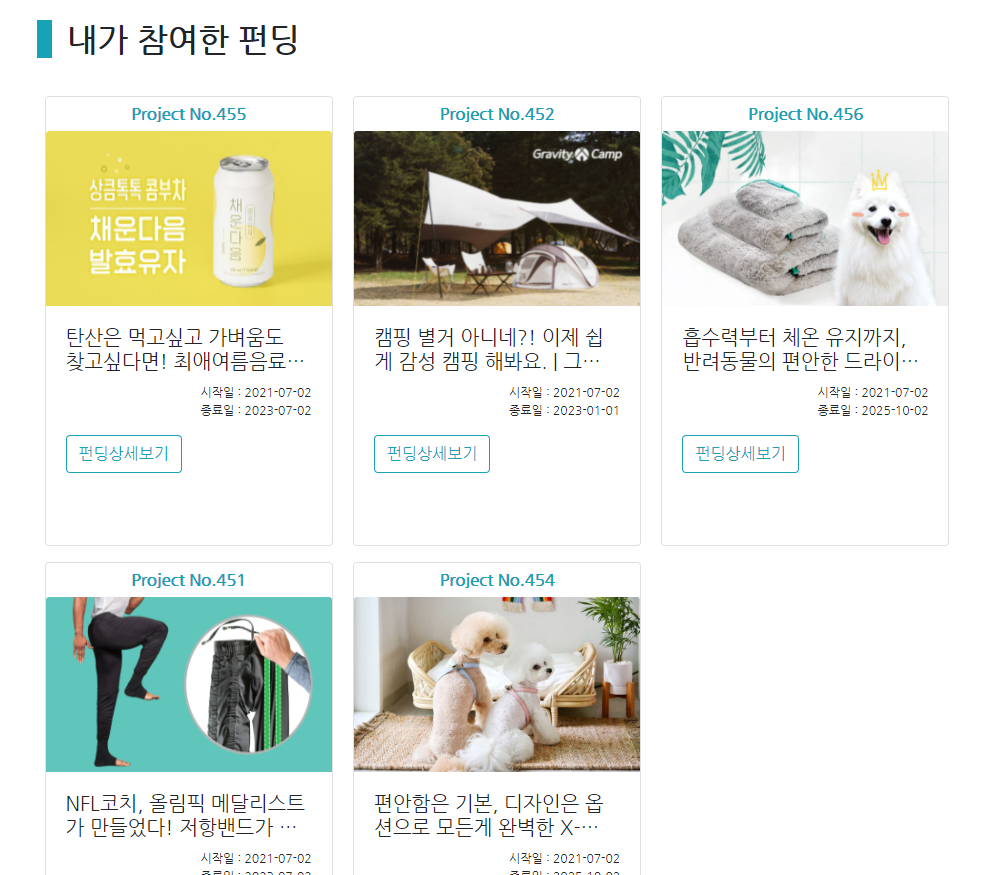 내가 참여한 펀딩
Project No.455
상큼톡톡 콤부차
채운다음
발효유자
채운다음
탄산은 먹고싶고 가벼움도
찾고싶다면! 최애여름음료…
시작일 : 2021-07-02
종료일 : 2023-07-02
펀딩상세보기
Project No.452
Gravity Camp
캠핑 별거 아니네?! 이제 쉽
게 감성 캠핑 해봐요. | 그…
시작일 : 2021-07-02
종료일 : 2023-01-01
펀딩상세보기
Project No.456
흡수력부터 체온 유지까지,
반려동물의 편안한 드라이…
시작일 : 2021-07-02
종료일 : 2025-10-02
펀딩상세보기
Project No.451
NFL코치, 올림픽 메달리스트
가 만들었다! 저항밴드가 …
시작일 : 2021-07-02
종료일 : 2023-07-02
Project No.454
편안함은 기본, 디자인은 옵
션으로 모든게 완벽한 X-…
시작일 : 2021-07-02
종료일 : 2025-10-02